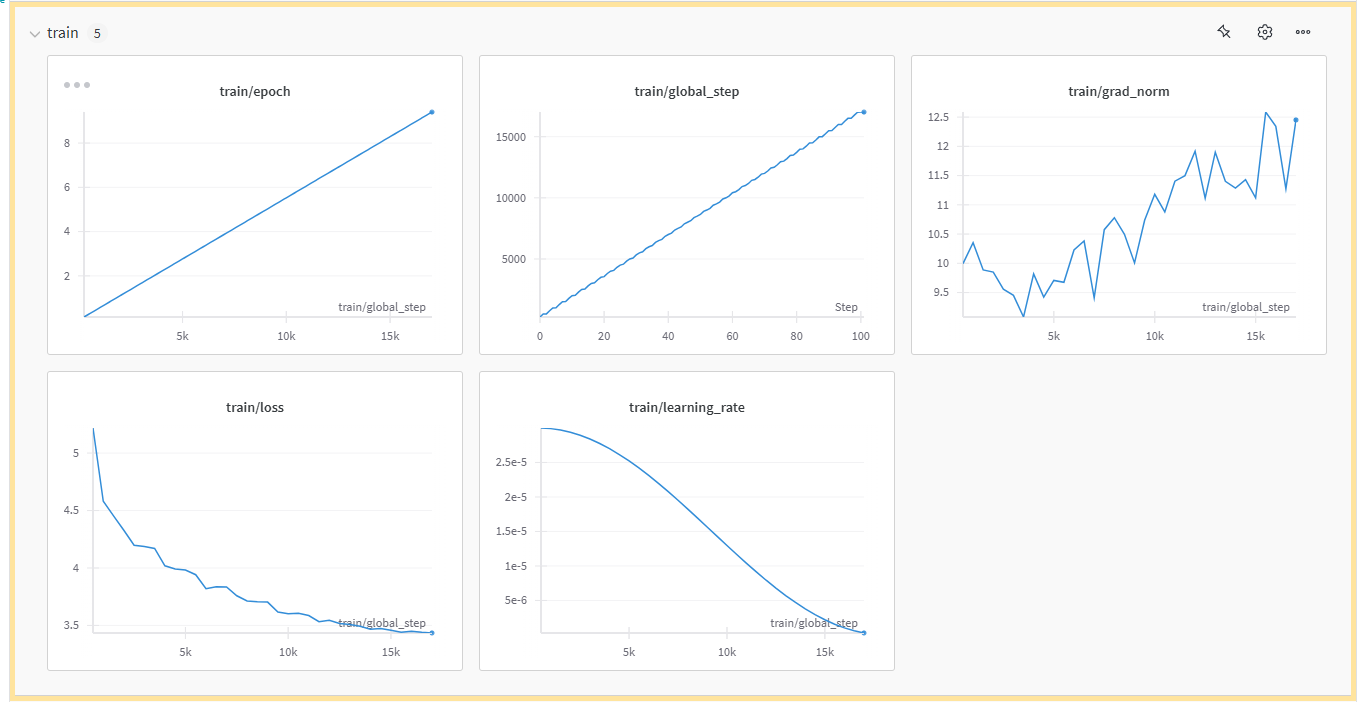 train 5
train/epoch
8
6
4
2
train/global_step
5k 10k 15k
train/global_step
15000
10000
5000
Step
0 20 40 60 80 100
train/grad_norm
12.5
12
11.5
11
10.5
10
9.5
train/global_step
5k 10k 15k
train/loss
5
4.5
4
3.5
train/global_step
5k 10k 15k
train/learning_rate
2.5e-5
2e-5
1.5e-5
1e-5
5e-6
train/global_step
5k 10k 15k